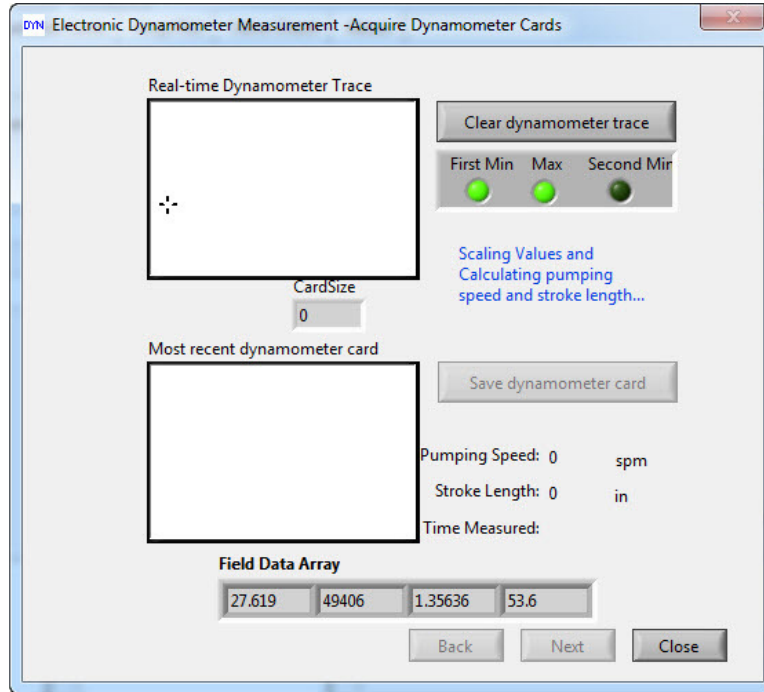 DYN Electronic Dynamometer Measurement -Acquire Dynamometer Cards
Real-time Dynamometer Trace
Clear dynamometer trace
First Min Max Second Min
Scaling Values and
Calculating pumping
speed and stroke length...
CardSize
0
Most recent dynamometer card
Save dynamometer card
Pumping Speed: 0 spm
Stroke Length: 0 in
Time Measured:
Field Data Array
27.619 49406 1.35636 53.6
Back Next Close